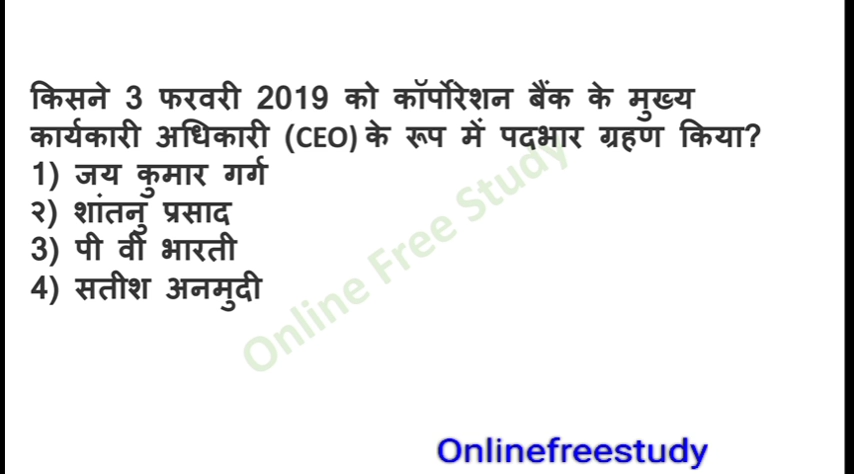 किसने 3 फरवरी 2019 को कॉर्पोरेशन बैंक के मुख्य
कार्यकारी अधिकारी (CEO) के रूप में पदभार ग्रहण किया?
1) जय कुमार गर्ग
२) शांतनु प्रसाद
3) पी वी भारती
4) सतीश अनमुदी
Online Free Study
Onlinefreestudy